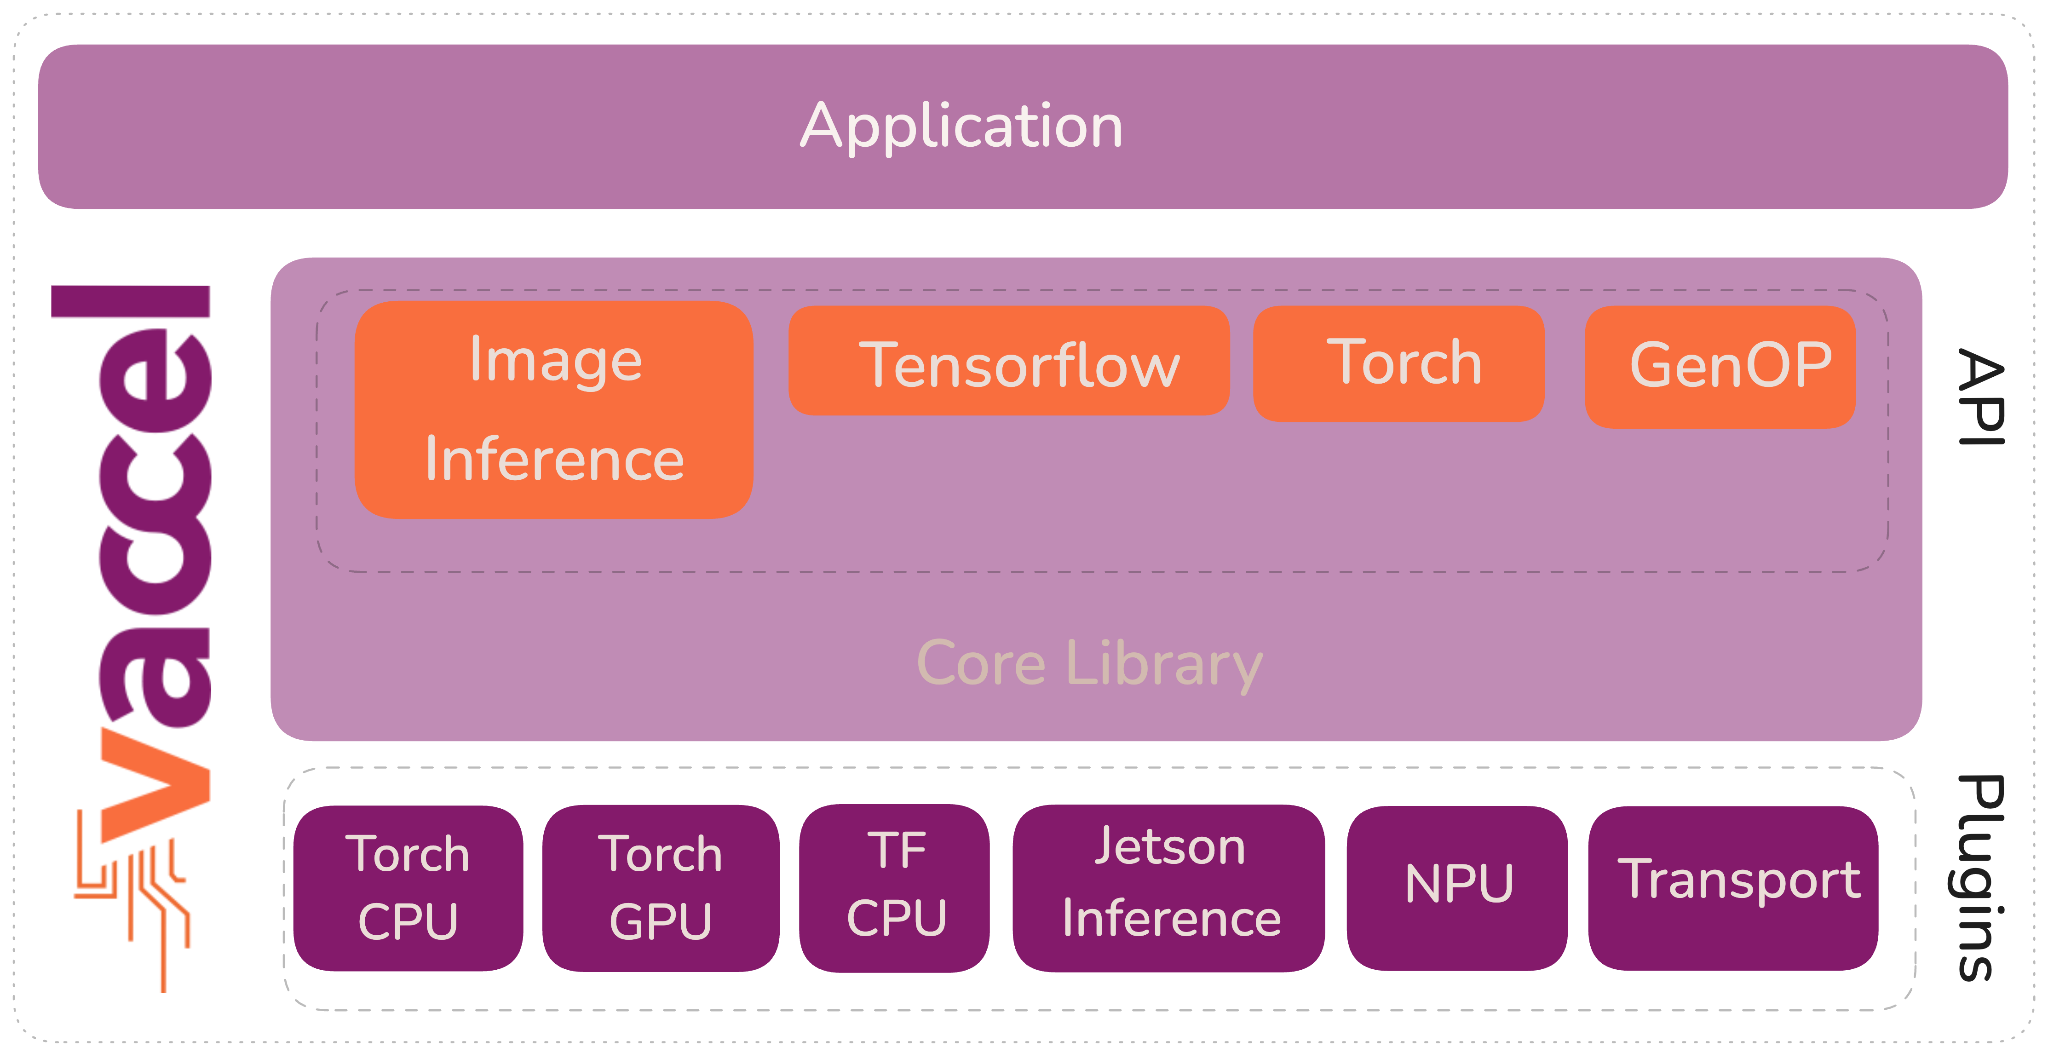 Application
vaccel
Image
Inference
Tensorflow
Torch
GenOP
API
Core Library
Torch
CPU
Torch
GPU
TF
CPU
Jetson
Inference
NPU
Transport
Plugins